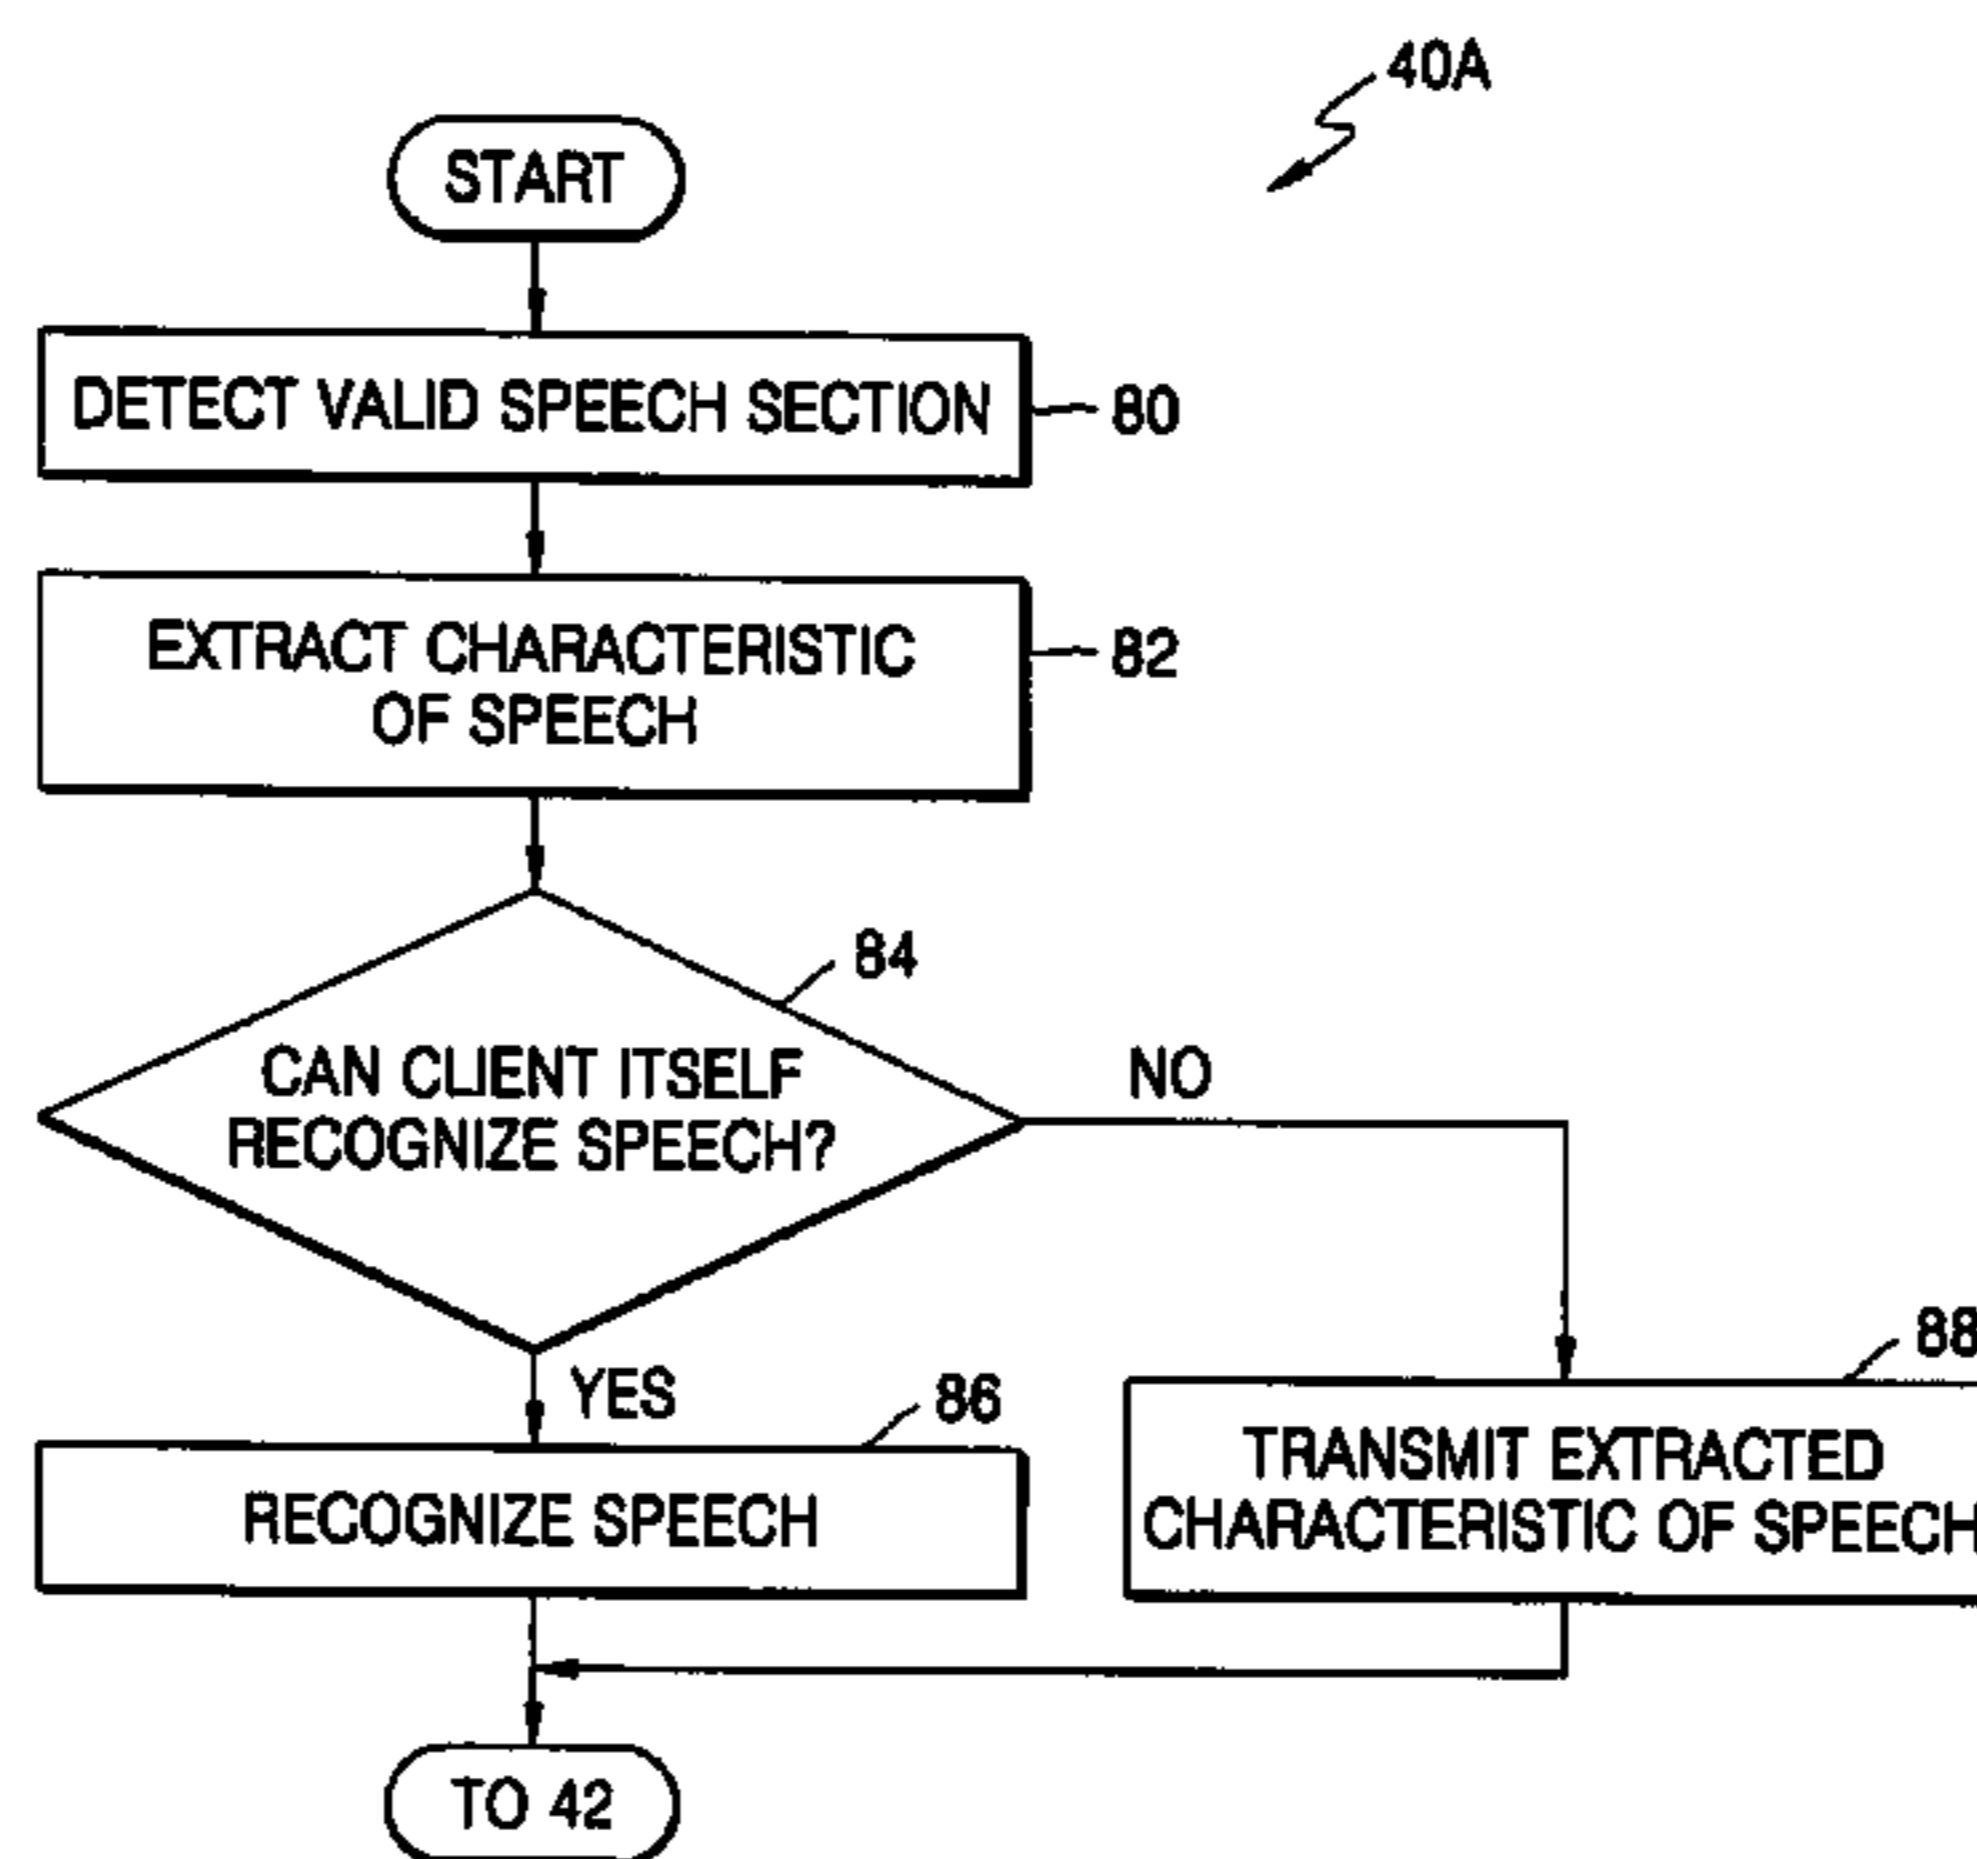 40A
START
DETECT VALID SPEECH SECTION
80
EXTRACT CHARACTERISTIC
OF SPEECH
82
84
CAN CLIENT ITSELF
RECOGNIZE SPEECH?
NO
YES
86
88
RECOGNIZE SPEECH
TRANSMIT EXTRACTED
CHARACTERISTIC OF SPEECH
TO 42